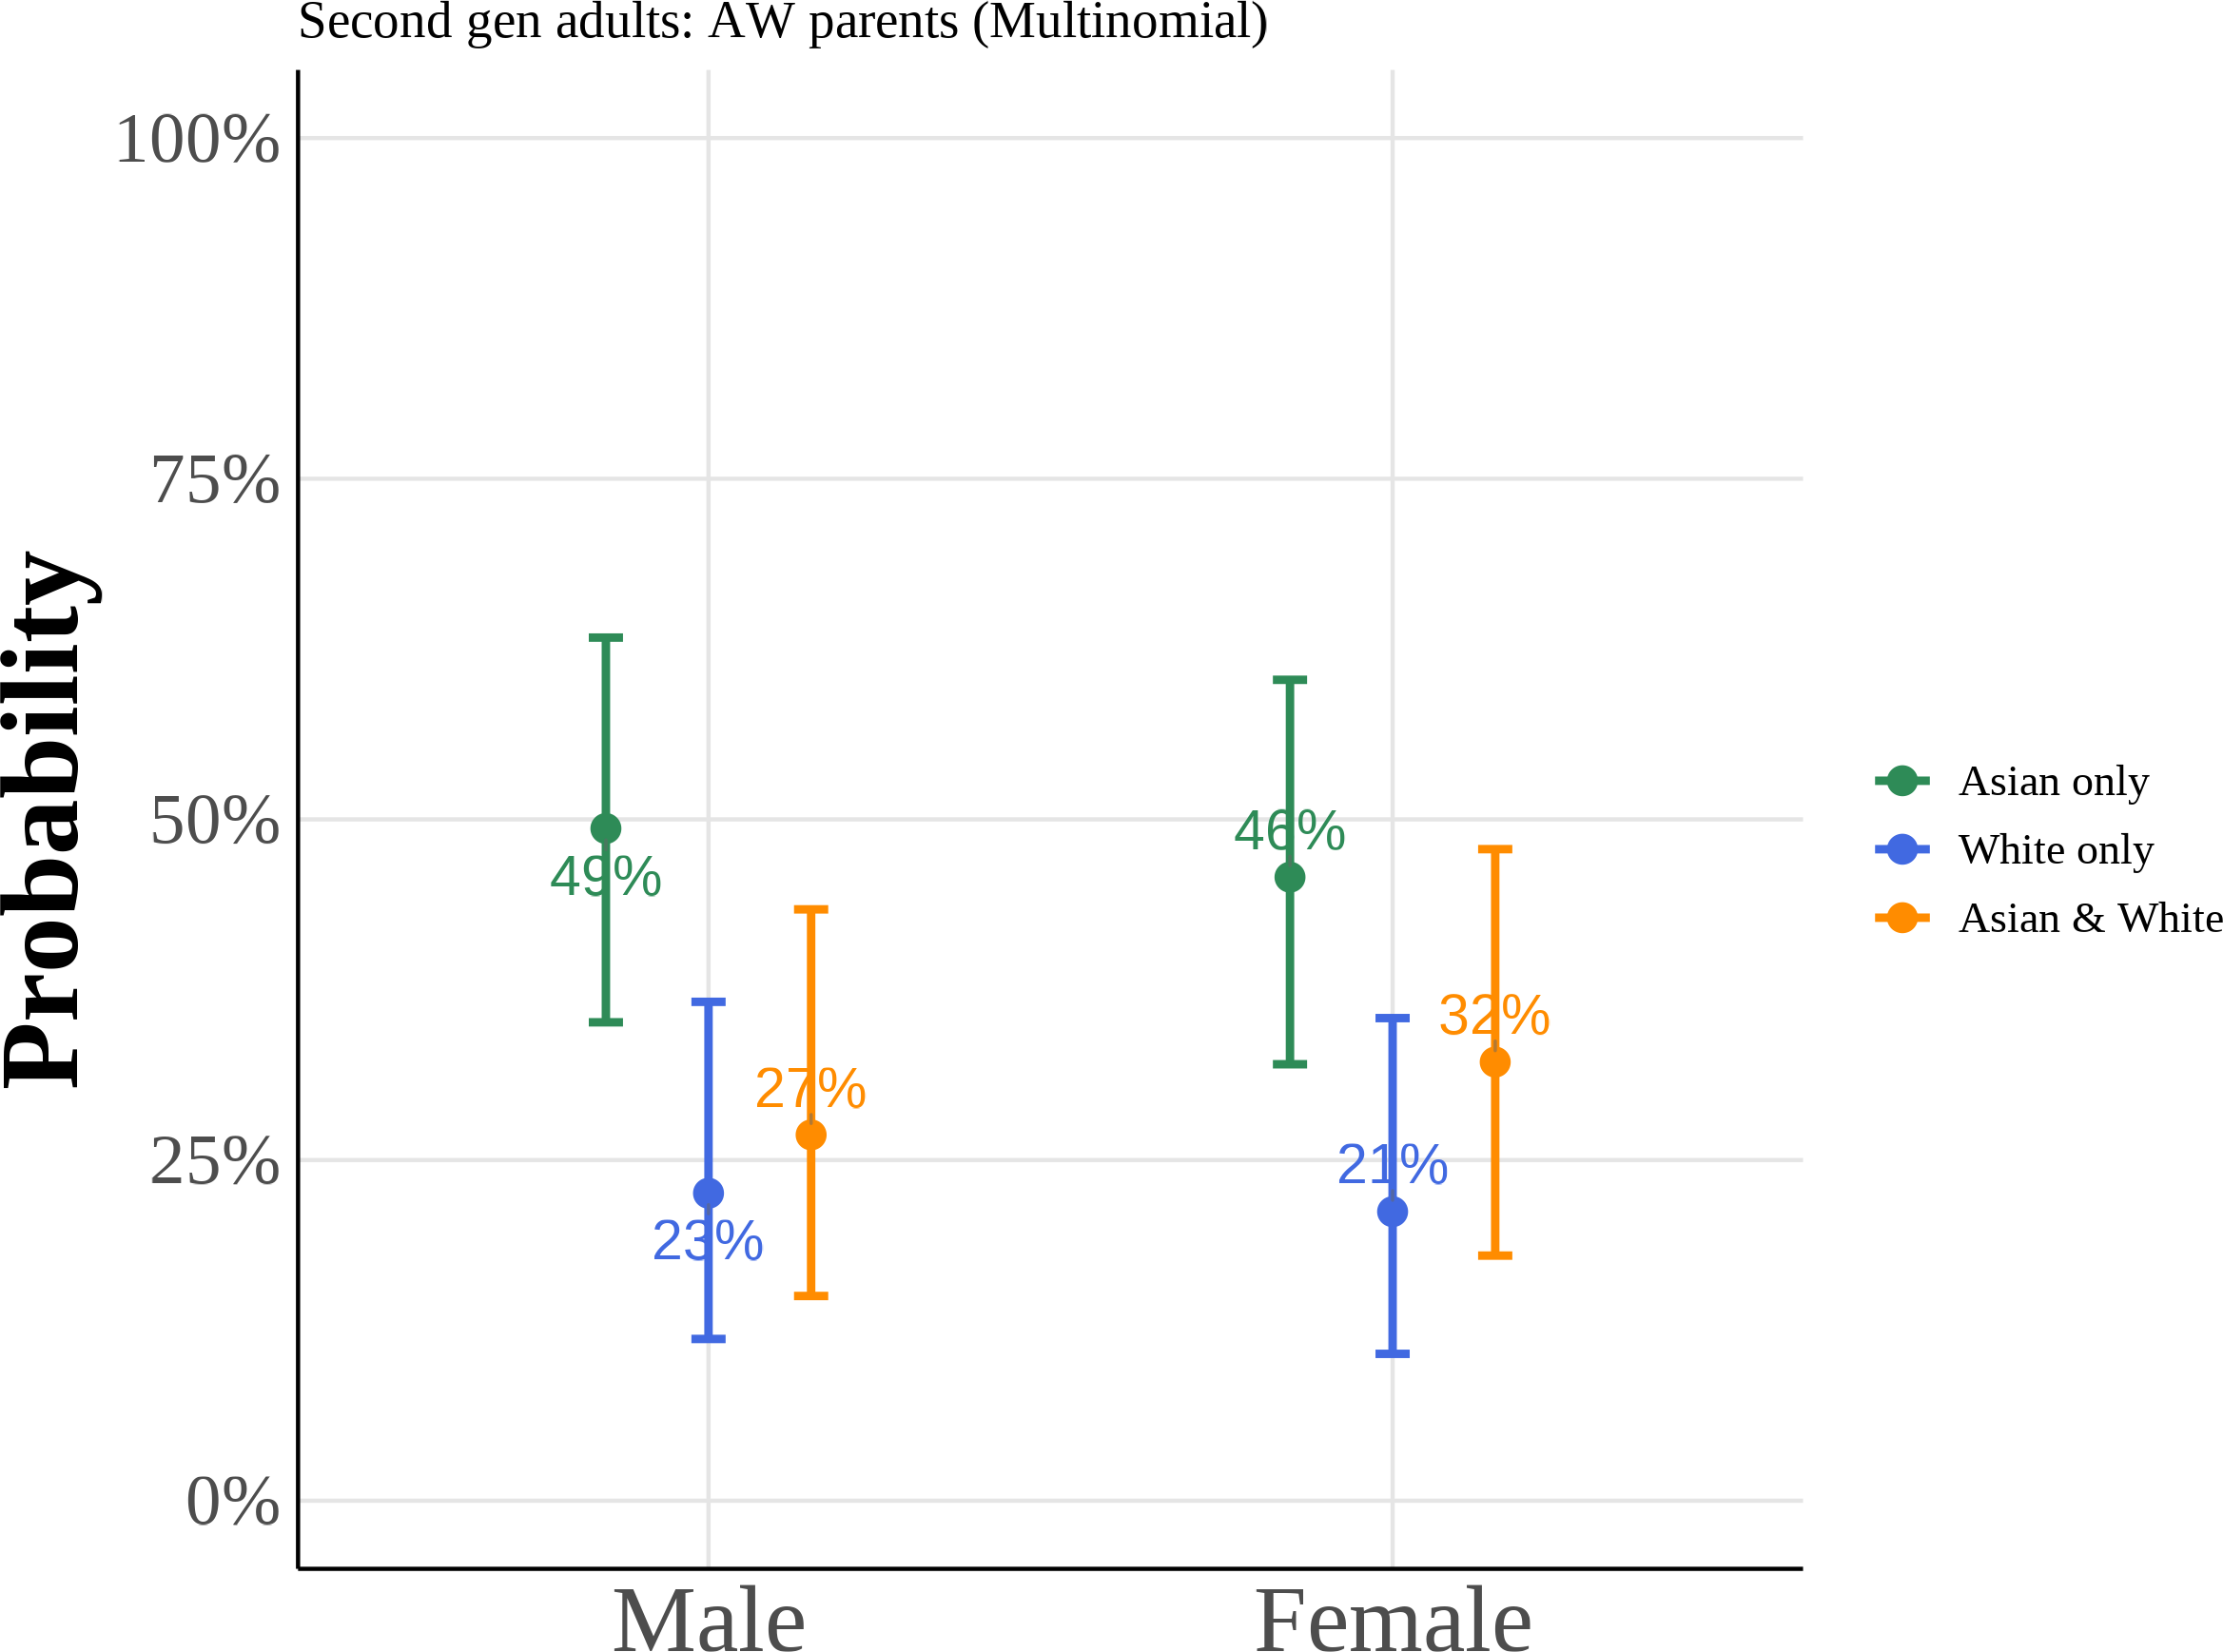 Second gen adults: AW parents (Multinomial)
Probability
100%
75%
50%
25%
0%
49%
23%
27%
46%
21%
32%
Male
Female
Asian only
White only
Asian & White